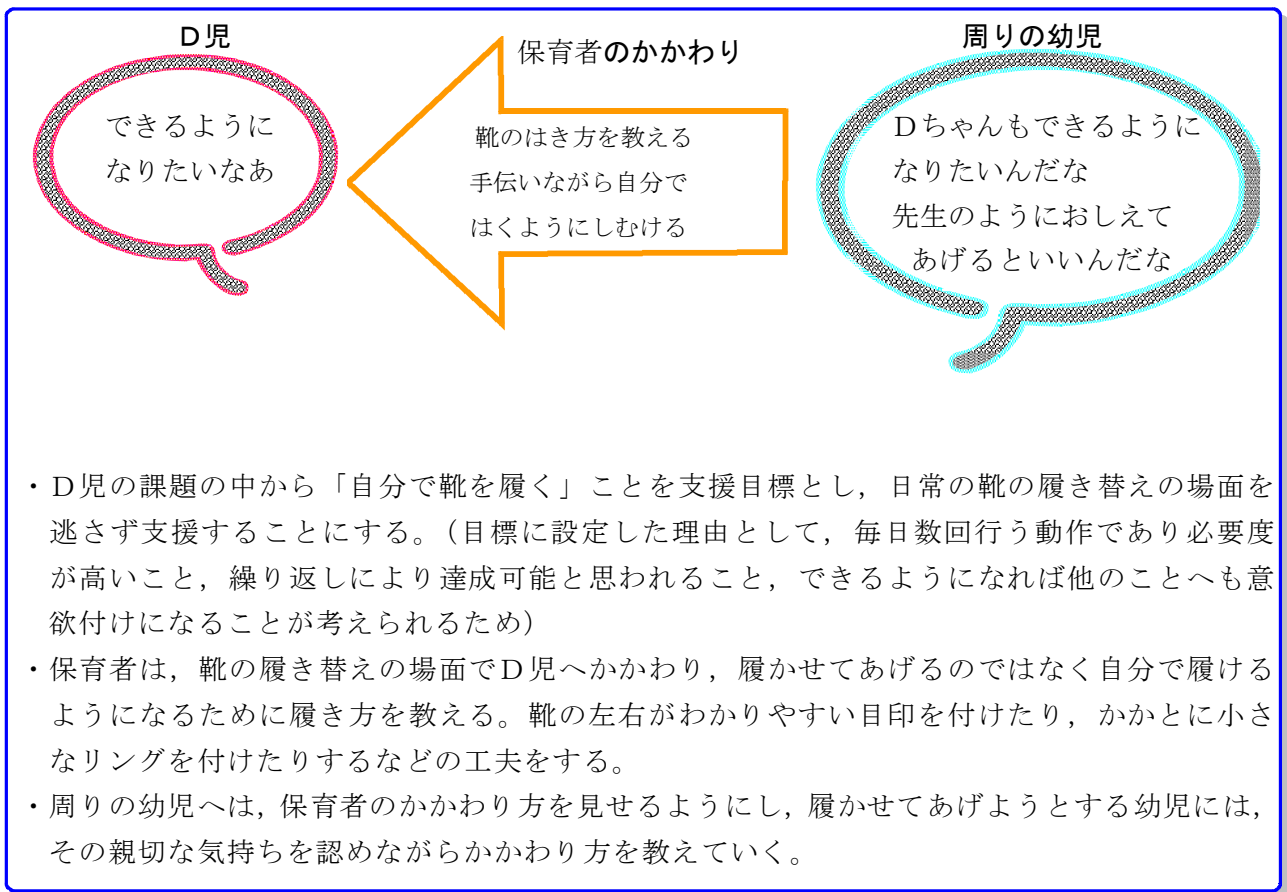 D児
できるように
なりたいなあ
保育者のかかわり
靴のはき方を教える
手伝いながら自分で
はくようにしむける
周りの幼児
Dちゃんもできるように
なりたいんだな
先生のようにおしえて
あげるといいんだな
・D児の課題の中から「自分で靴を履く」ことを支援目標とし，日常の靴の履き替えの場面を
逃さず支援することにする。（目標に設定した理由として，毎日数回行う動作であり必要度
が高いこと，繰り返しにより達成可能と思われること，できるようになれば他のことへも意
欲付けになることが考えられるため）
・保育者は，靴の履き替えの場面でD児へかかわり，履かせてあげるのではなく自分で履ける
ようになるために履き方を教える。靴の左右がわかりやすい目印を付けたり，かかとに小さ
なリングを付けたりするなどの工夫をする。
・周りの幼児へは，保育者のかかわり方を見せるようにし，履かせてあげようとする幼児には，
その親切な気持ちを認めながらかかわり方を教えていく。